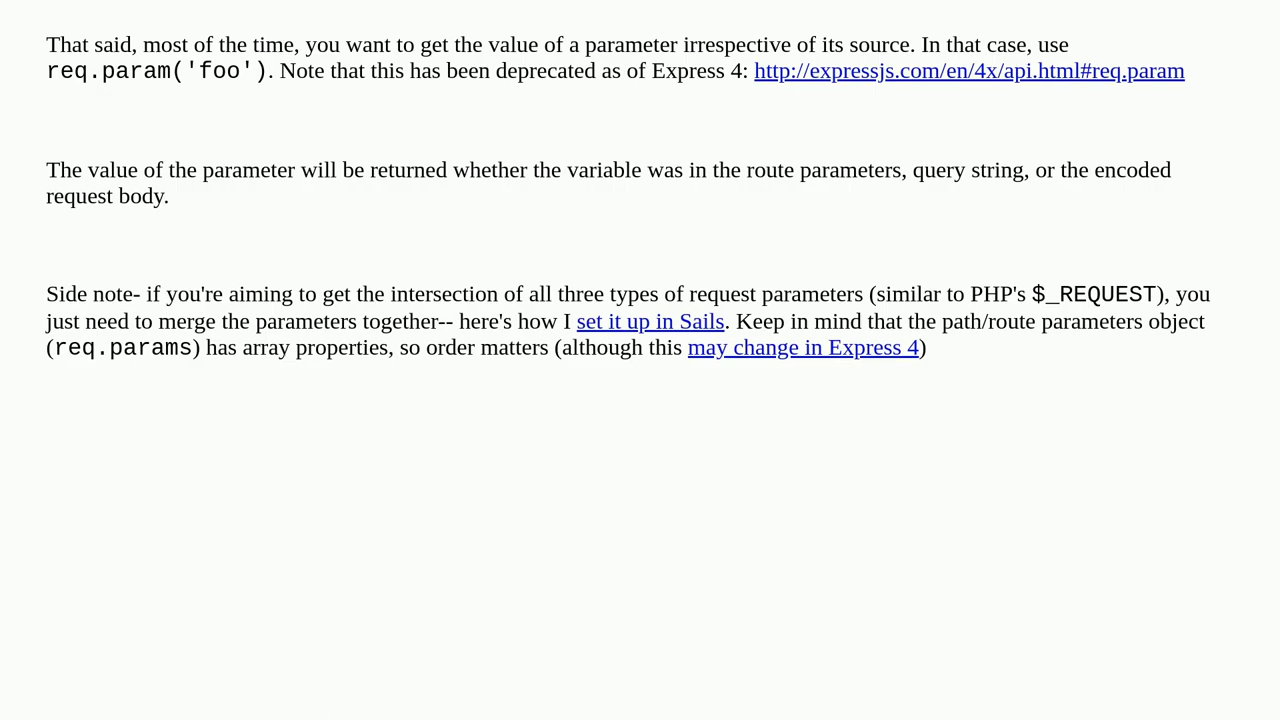 That said, most of the time, you want to get the value of a parameter irrespective of its source. In that case, use
req.param('foo'). Note that this has been deprecated as of Express 4: http://expressjs.com/en/4x/api.html#req.param
The value of the parameter will be returned whether the variable was in the route parameters, query string, or the encoded
request body.
Side note- if you're aiming to get the intersection of all three types of request parameters (similar to PHP's $_REQUEST), you
just need to merge the parameters together-- here's how I set it up in Sails. Keep in mind that the path/route parameters object
(req.params) has array properties, so order matters (although this may change in Express 4)